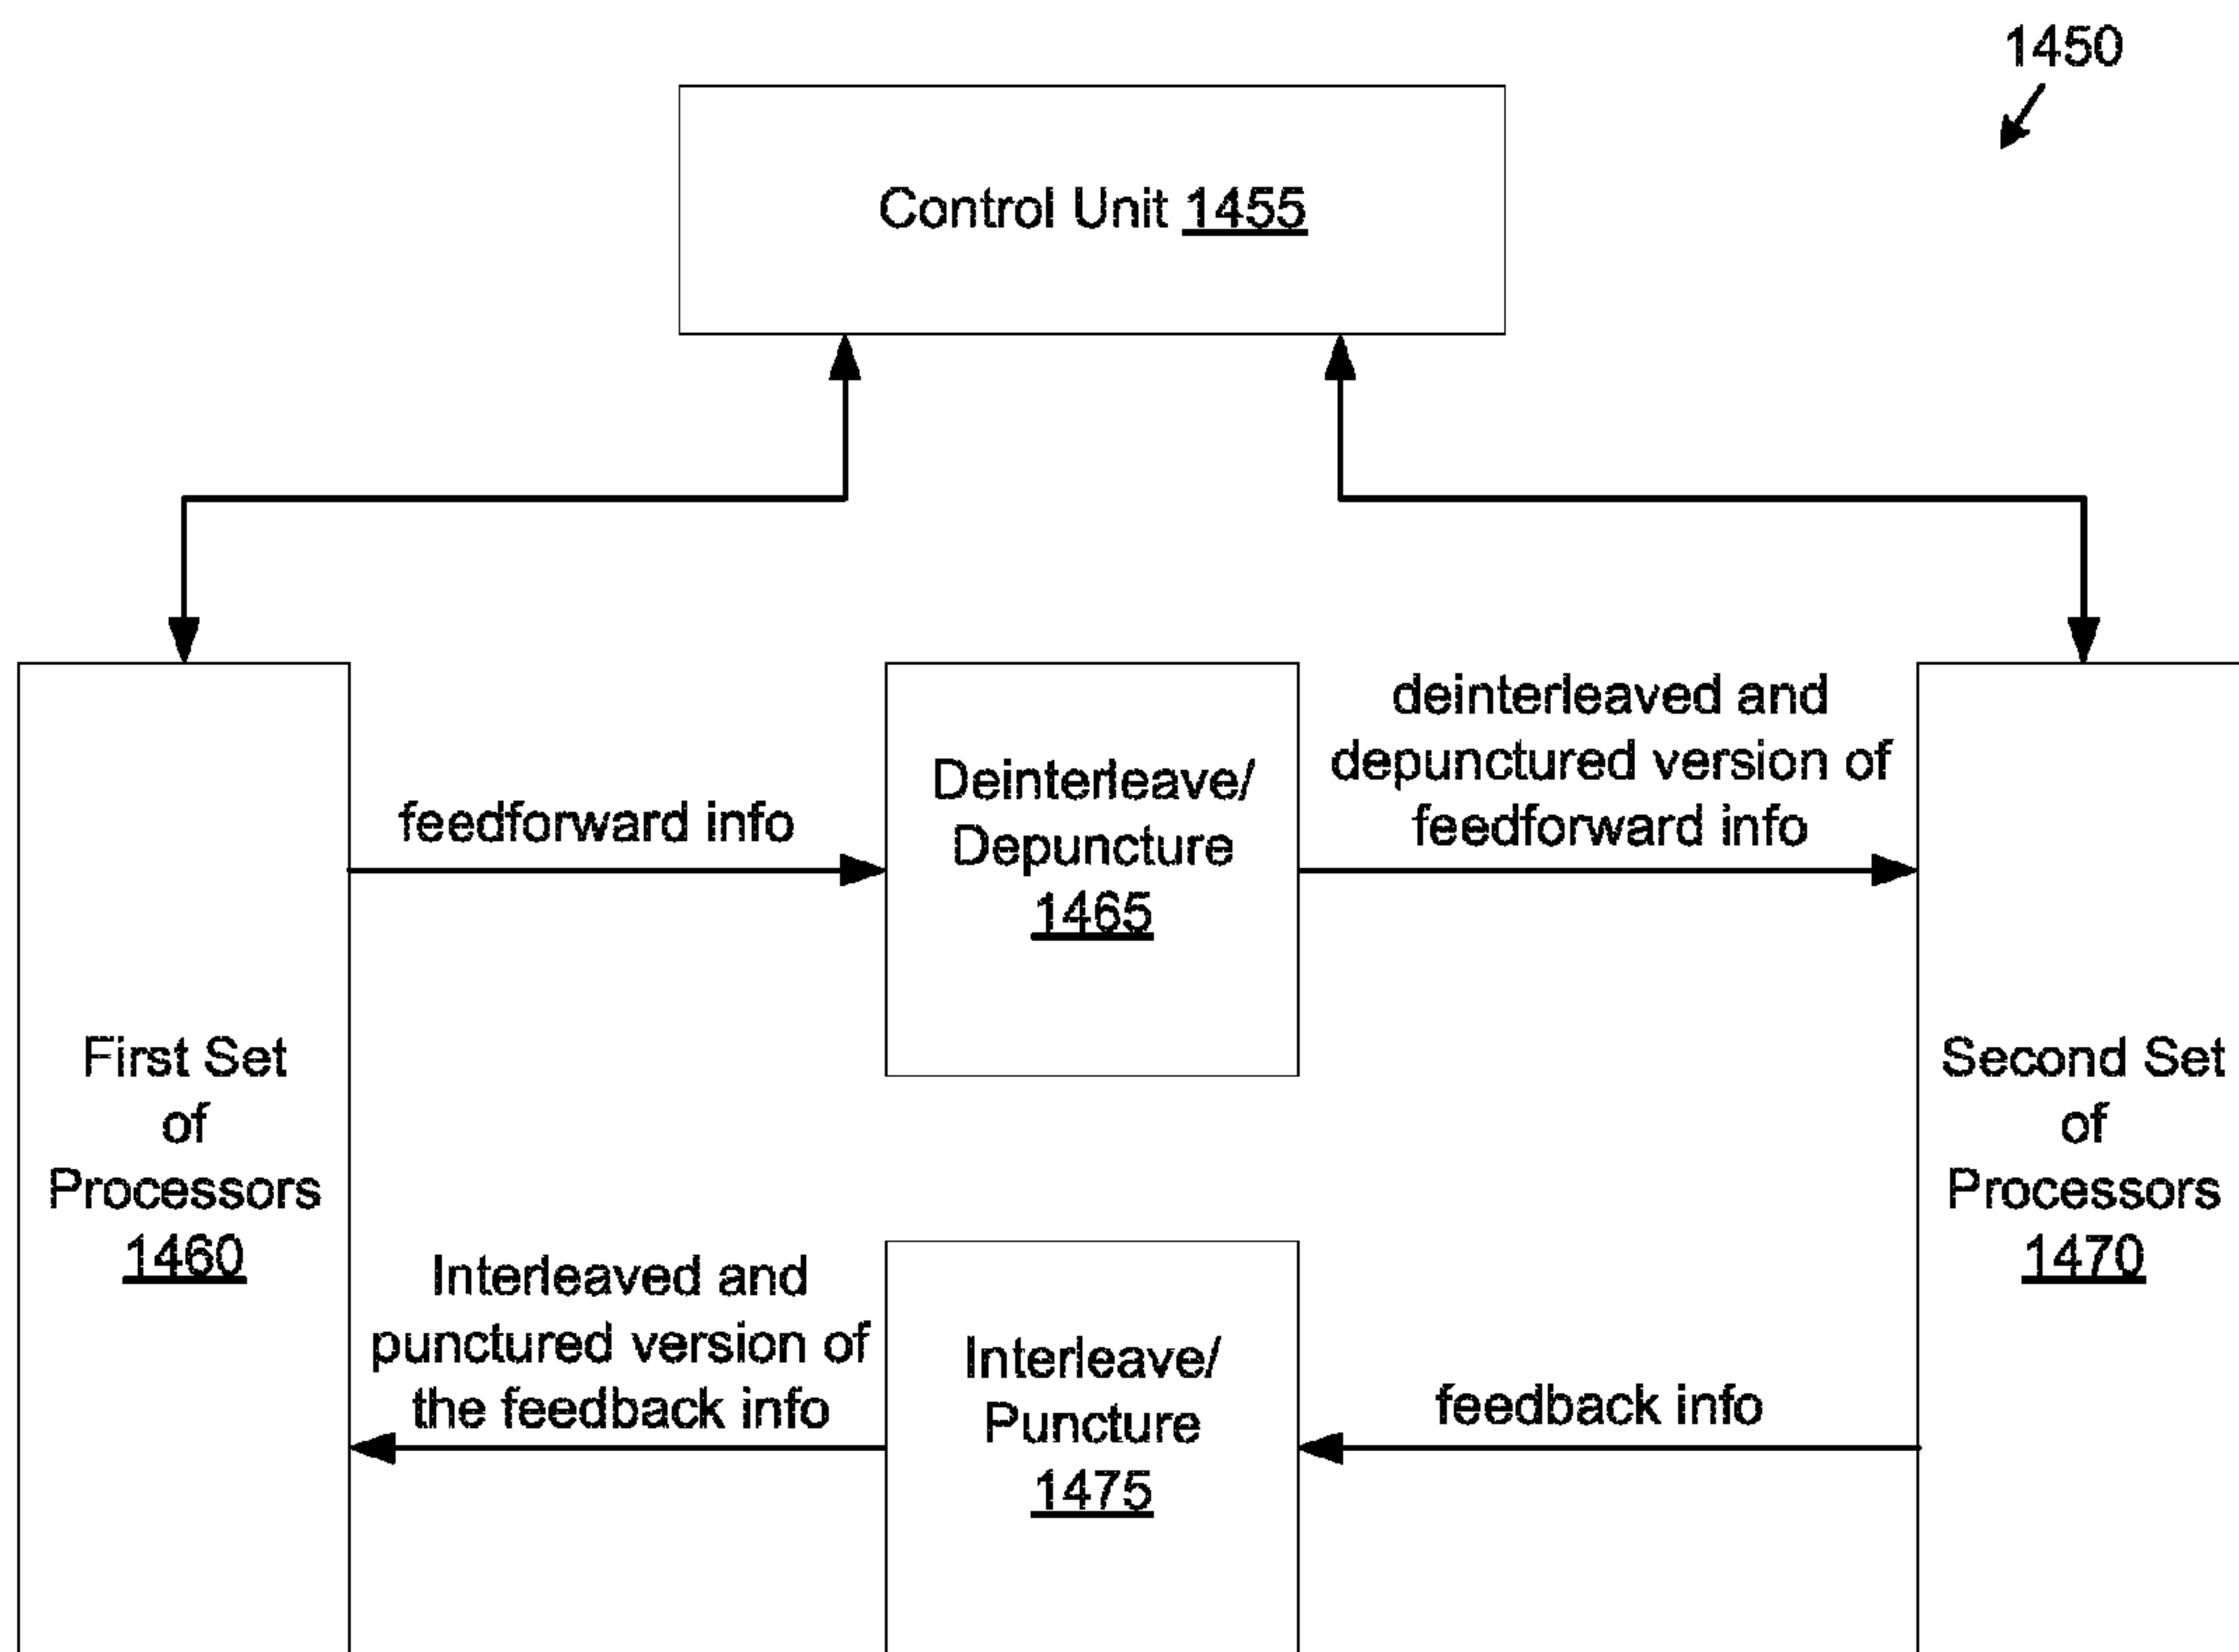 1450
Control Unit 1455
feedforward info
Deinterleave/
Depuncture
1465
deinterleaved and
depunctured version of
feedforward info
First Set
of
Processors
1460
Second Set
of
Processors
1470
Interleaved and
punctured version of
the feedback info
Interleave/
Puncture
1475
feedback info